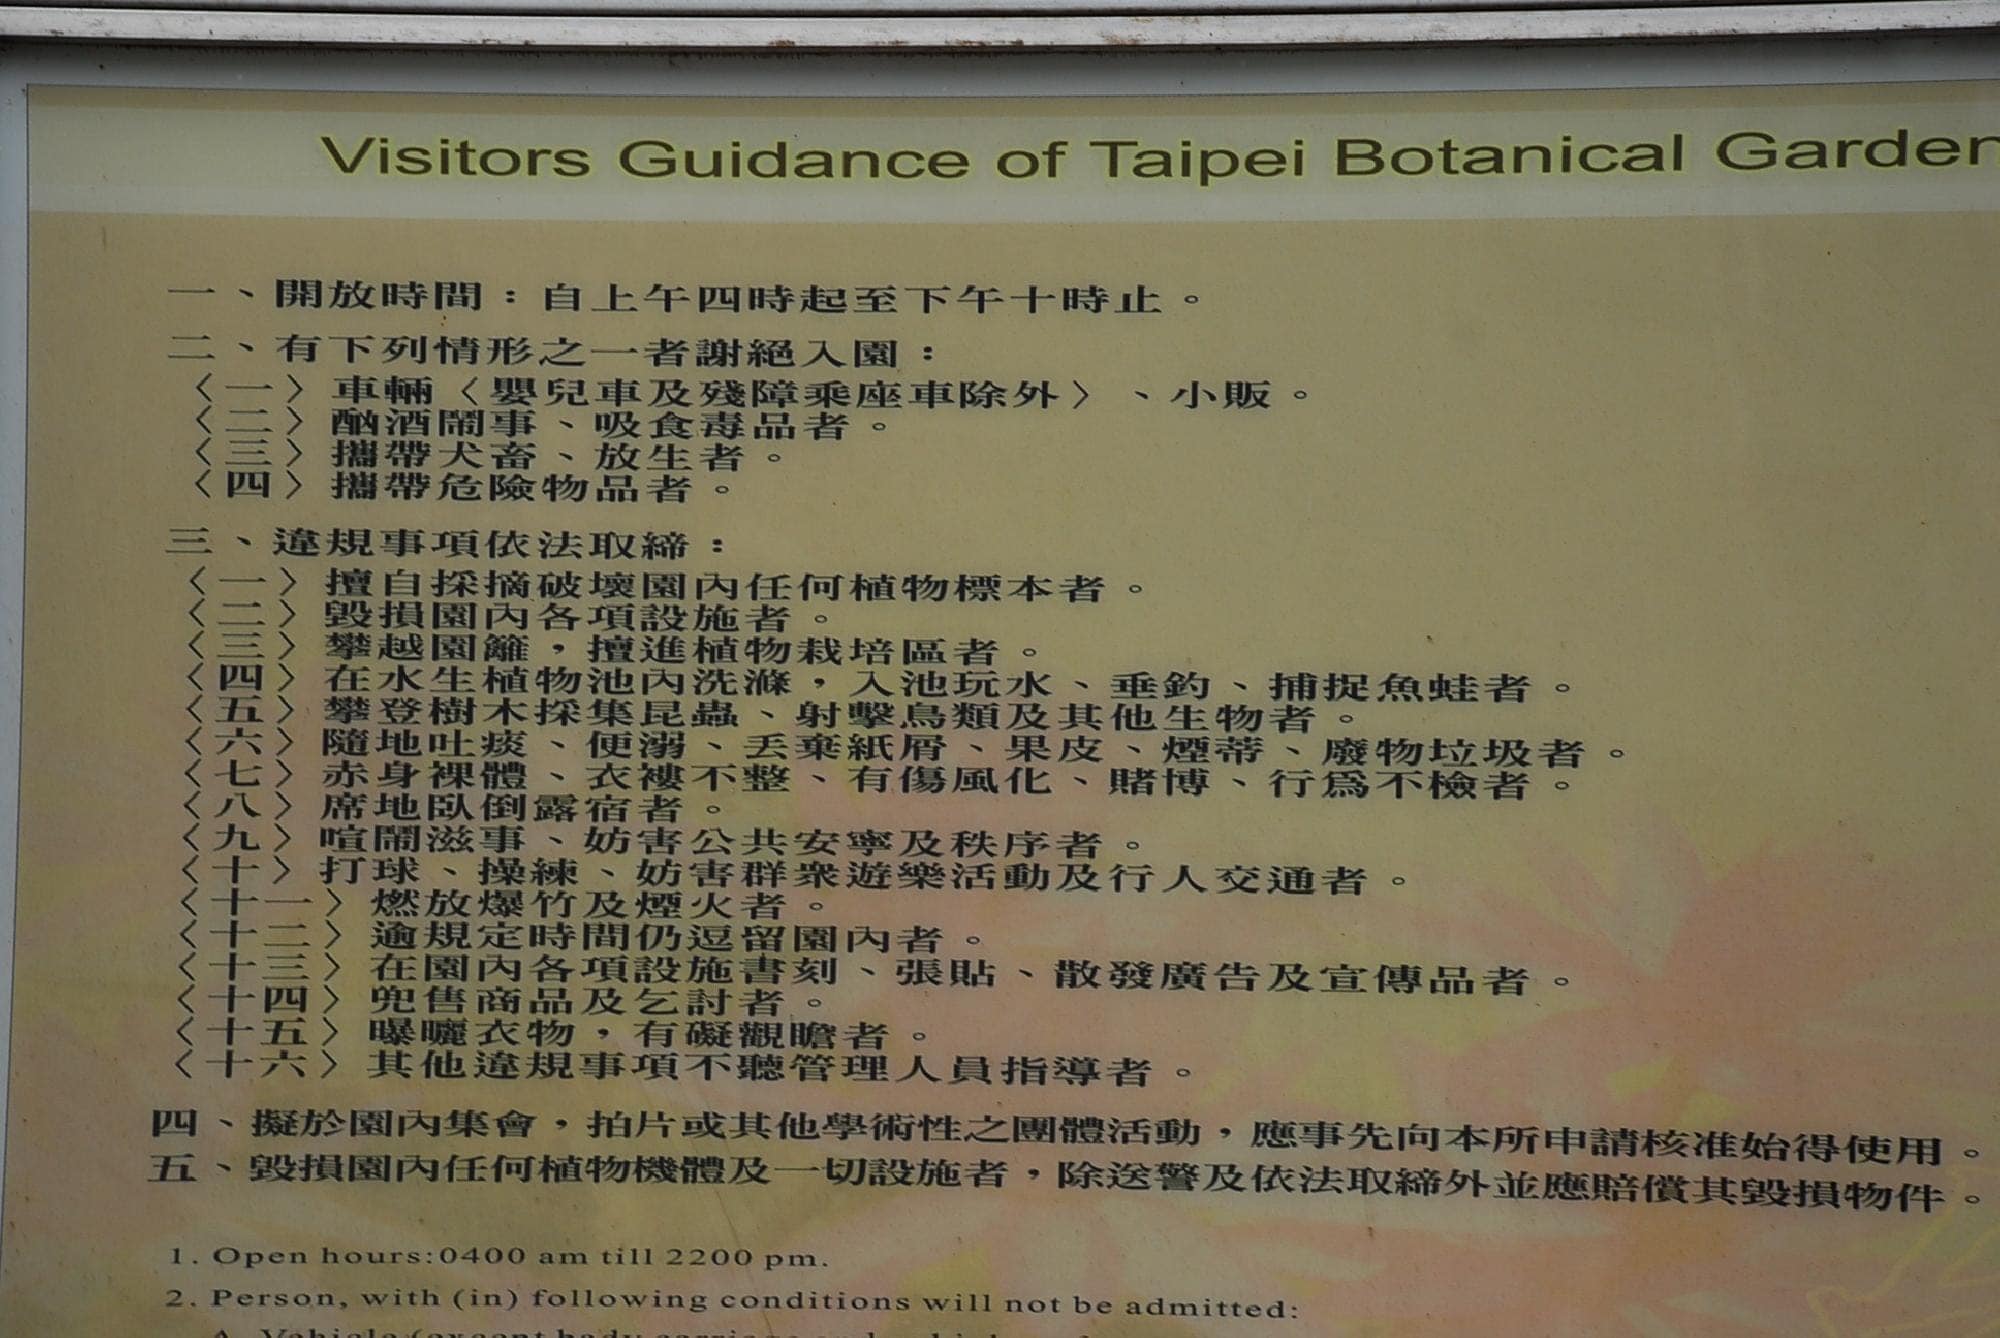 Visitors Guidance of Taipei Botanical Garden
一、開放時間：自上午四時起至下午十時止。
二、有下列情形之一者謝絕入園：
〈一〉車輛〈嬰兒車及殘障乘座車除外〉、小販。
〈二〉酗酒鬧事、吸食毒品者。
〈三〉攜帶犬畜、放生者。
〈四〉攜帶危險物品者。
三、違規事項依法取締：
〈一〉擅自採摘破壞園內任何植物標本者。
〈二〉毀損園內各項設施者。
〈三〉攀越園籬，擅進植物栽培區者。
〈四〉在水生植物池內洗滌，入池玩水、垂釣、捕捉魚蛙者。
〈五〉攀登樹木採集昆蟲、射擊鳥類及其他生物者。
〈六〉隨地吐痰、便溺、丟棄紙屑、果皮、煙蒂、廢物垃圾者。
〈七〉赤身裸體、衣褸不整、有傷風化、賭博、行爲不檢者。
〈八〉席地臥倒露宿者。
〈九〉喧鬧滋事、妨害公共安寧及秩序者。
〈十〉打球、操練、妨害群衆遊樂活動及行人交通者。
〈十一〉燃放爆竹及煙火者。
〈十二〉逾規定時間仍逗留園內者。
〈十三〉在園內各項設施書刻、張貼、散發廣告及宣傳品者。
〈十四〉兜售商品及乞討者。
〈十五〉曝曬衣物，有礙觀瞻者。
〈十六〉其他違規事項不聽管理人員指導者。
四、擬於園內集會，拍片或其他學術性之團體活動，應事先向本所申請核准始得使用。
五、毀損園內任何植物機體及一切設施者，除送警及依法取締外並應賠償其毀損物件。
1. Open hours:0400 am till 2200 pm.
2. Person, with (in) following conditions will not be admitted: